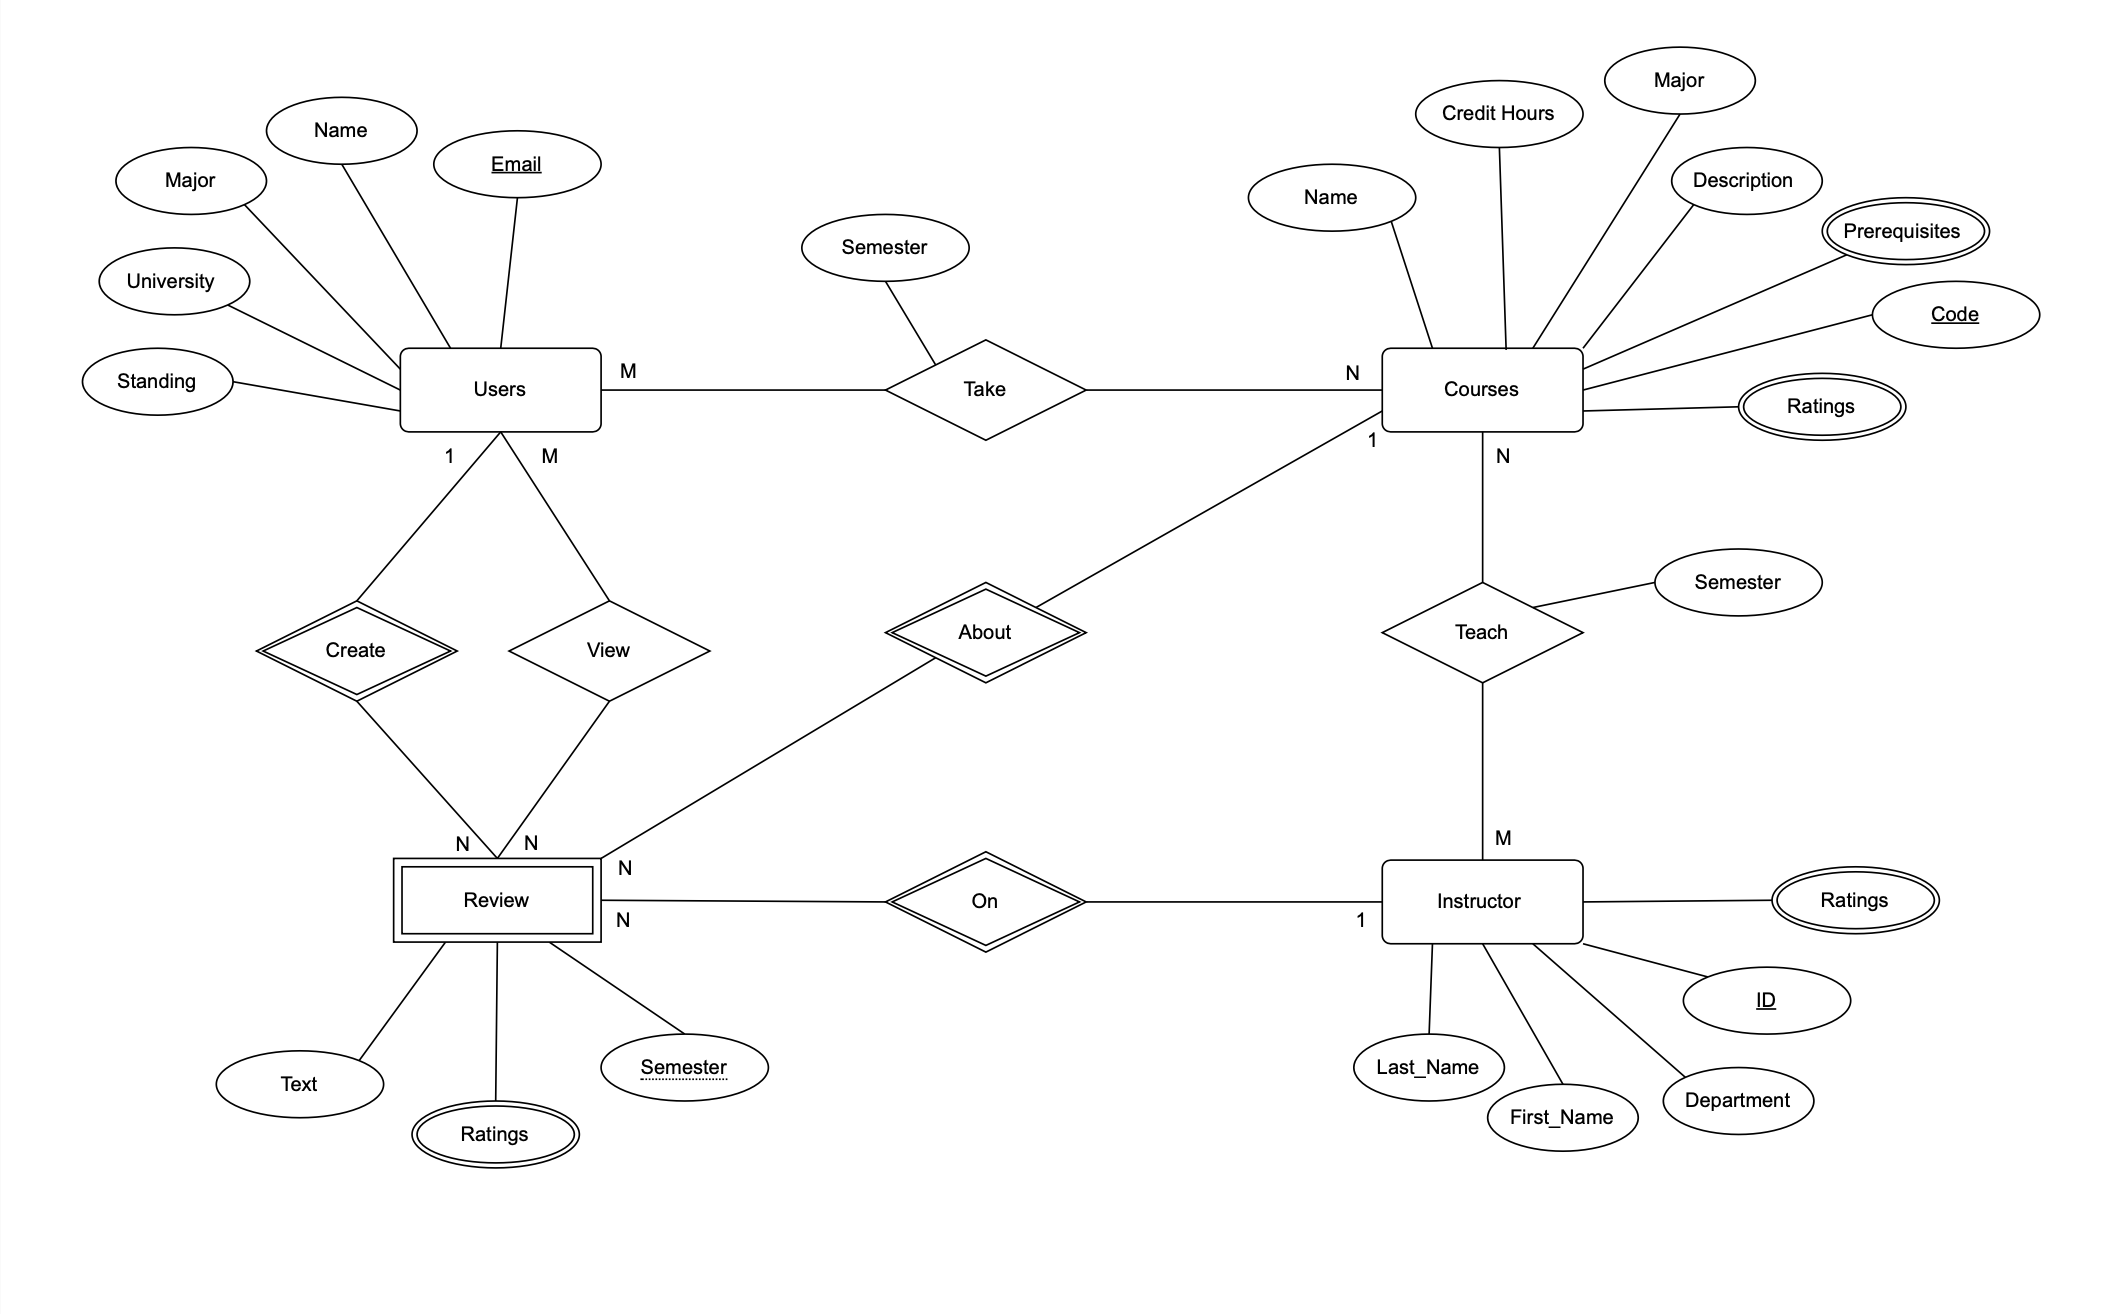 Major
Credit Hours
Name
Email
Major
Description
Name
Prerequisites
Semester
University
Code
Standing
Users
M
Take
N
Courses
Ratings
1
M
1
N
Semester
About
Teach
Create
View
M
N
N
N
Review
On
Instructor
Ratings
N
1
ID
Semester
Last_Name
Text
Department
First_Name
Ratings